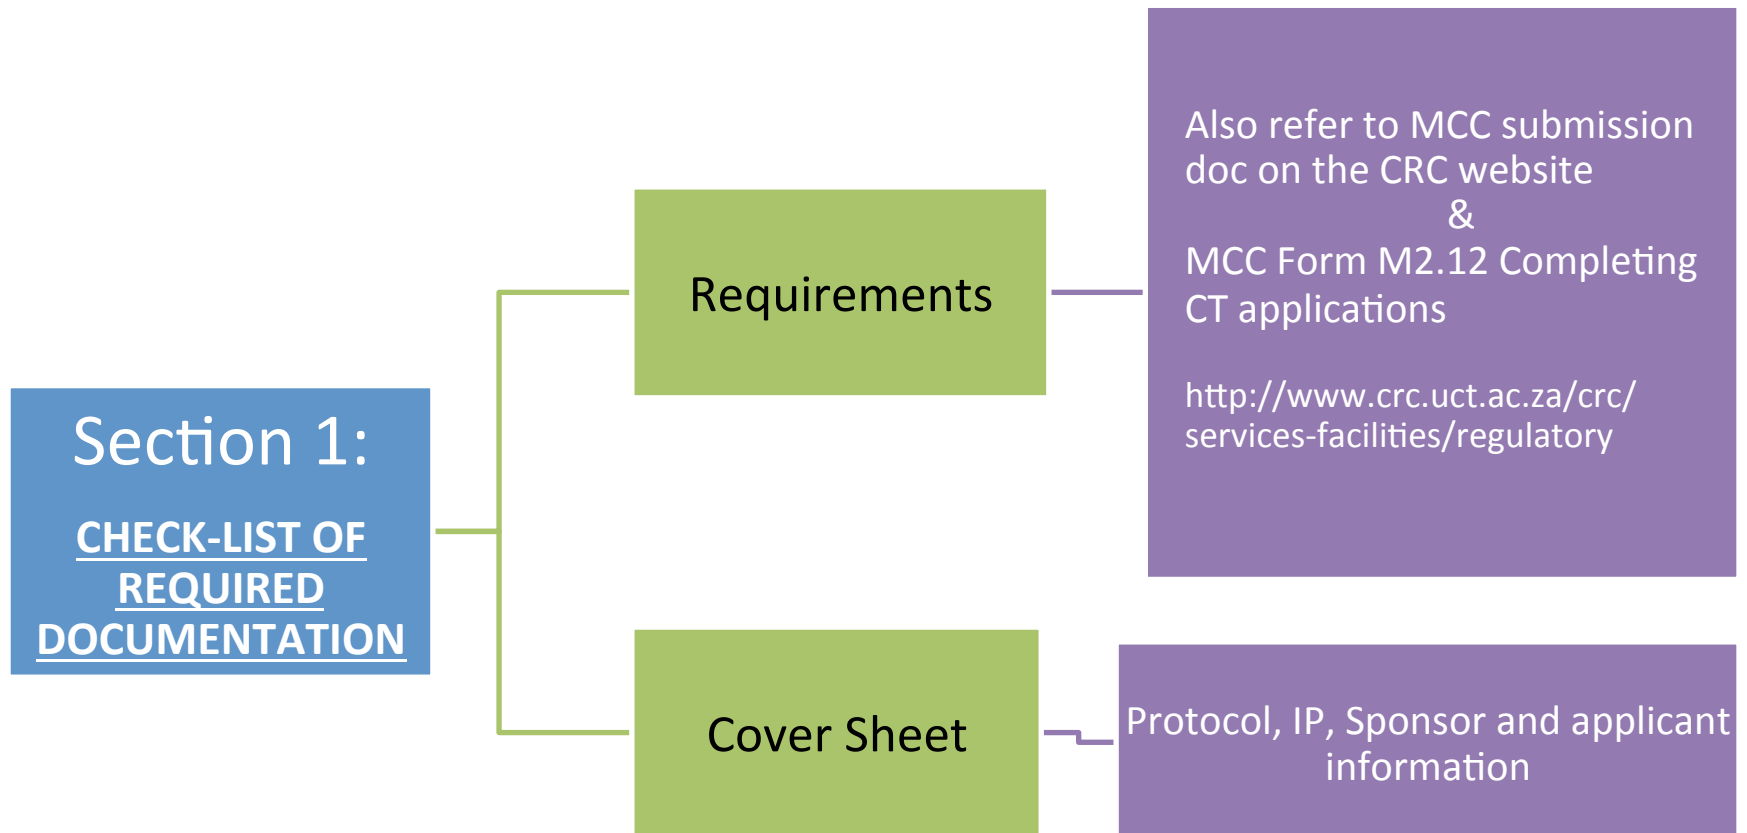 Section 1:
CHECK-LIST OF
REQUIRED
DOCUMENTATION
Requirements
Also refer to MCC submission
doc on the CRC website
&
MCC Form M2.12 Completing
CT applications
http://www.crc.uct.ac.za/crc/
services-facilities/regulatory
Cover Sheet
Protocol, IP, Sponsor and applicant
information